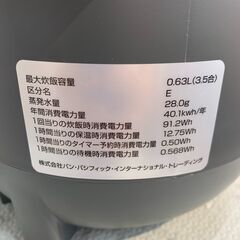 最大炊飯容量 0.63L(3.5合)
区分名 E
蒸発水量 28.0g
年間消費電力量 40.1kWh/年
1回当りの炊飯時消費電力量 91.2Wh
1時間当りの保温時消費電力量 12.75Wh
1時間当りのタイマー予約時消費電力量 0.50Wh
1時間当りの待機時消費電力量 0.568Wh
株式会社パン・パシフィック・インターナショナル・トレーディング